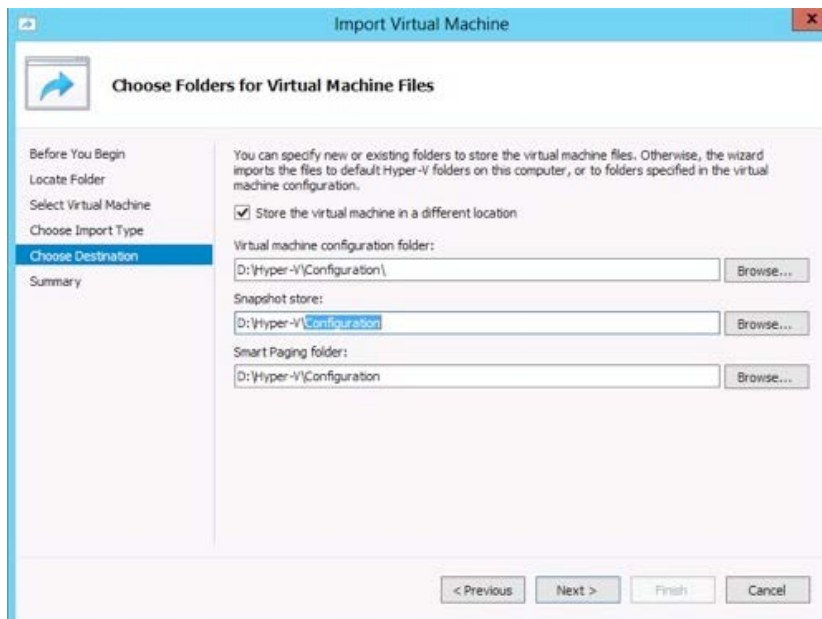 Import Virtual Machine
x
Choose Folders for Virtual Machine Files
Before You Begin
Locate Folder
Select Virtual Machine
Choose Import Type
Choose Destination
Summary
You can specify new or existing folders to store the virtual machine files. Otherwise, the wizard
imports the files to default Hyper-V folders on this computer, or to folders specified in the virtual
machine configuration.
Store the virtual machine in a different location
Virtual machine configuration folder:
D:\Hyper-V\Configuration\
Browse...
Snapshot store:
D:\Hyper-V\Configuration
Browse...
Smart Paging folder:
D:\Hyper-V\Configuration
Browse...
< Previous
Next >
Finish
Cancel